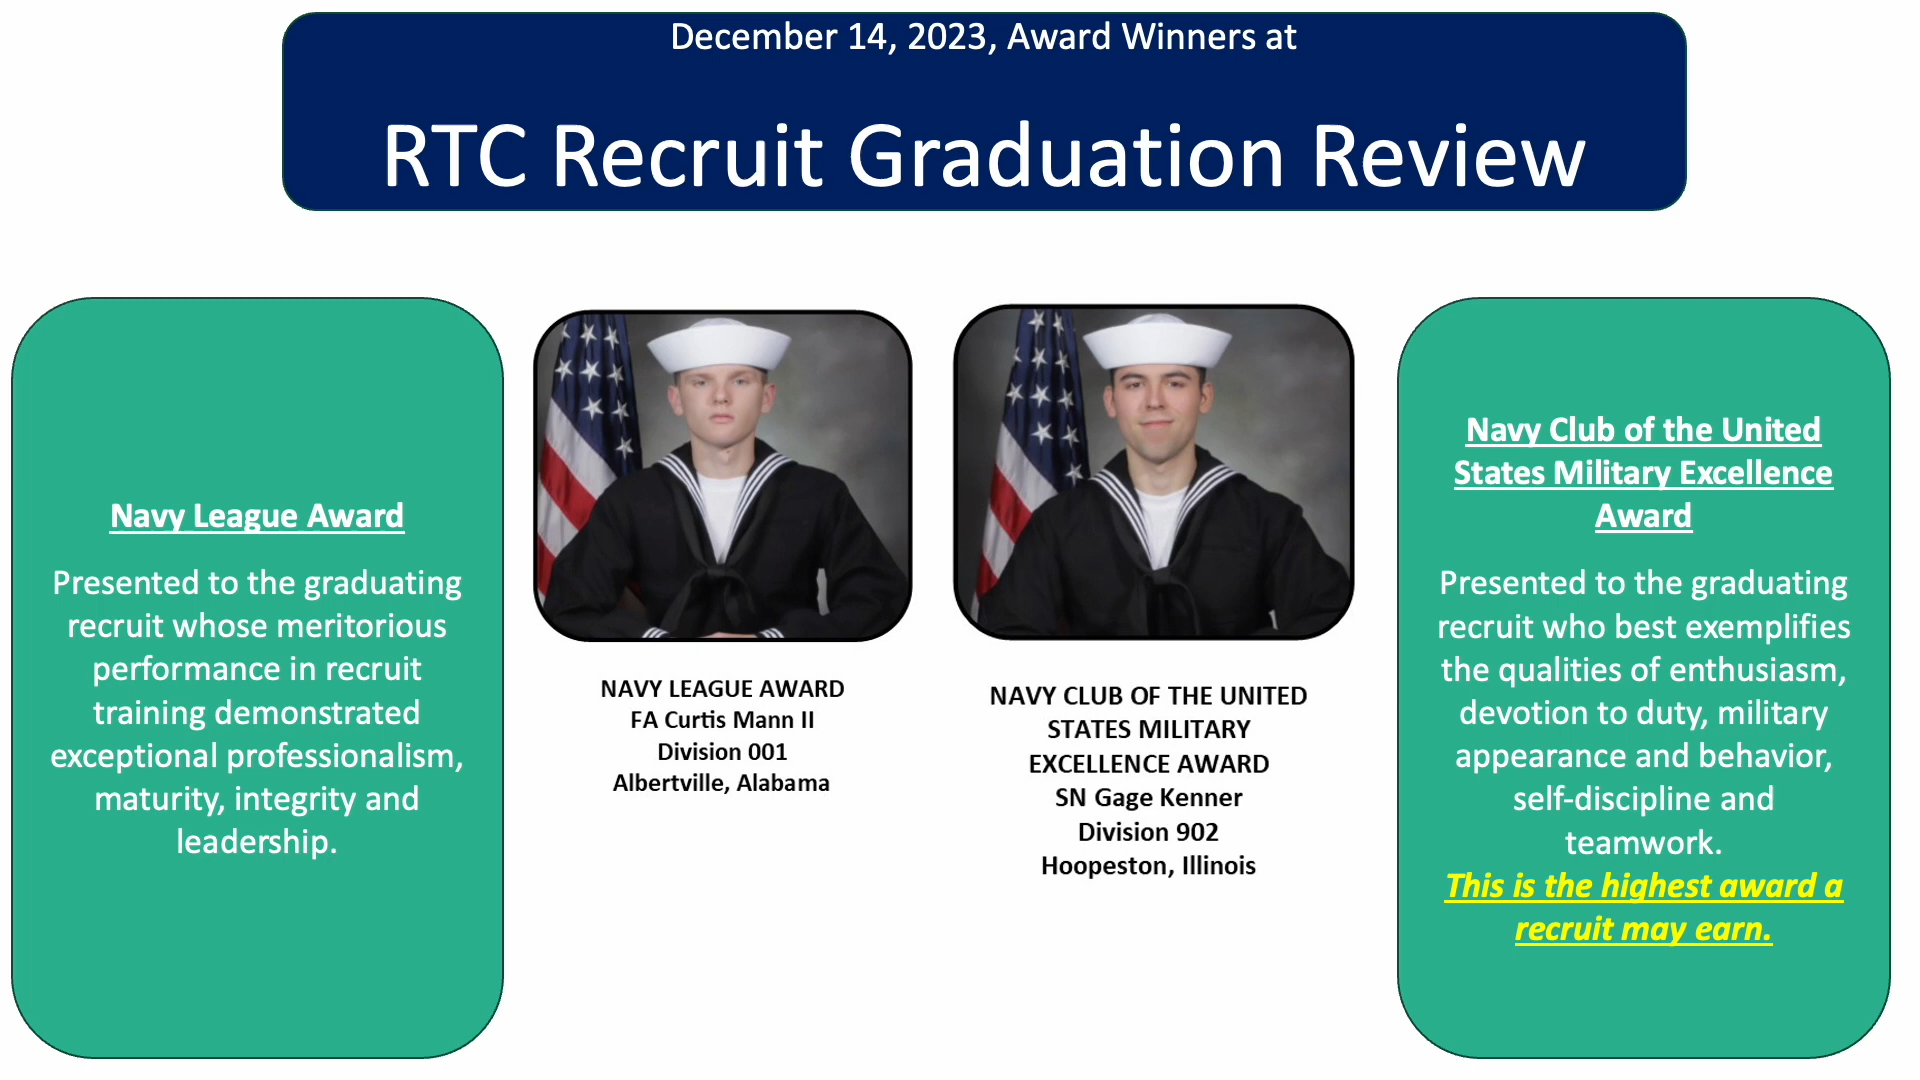 December 14, 2023, Award Winners at
RTC Recruit Graduation Review
Navy League Award
Presented to the graduating
recruit whose meritorious
performance in recruit
training demonstrated
exceptional professionalism,
maturity, integrity and
leadership.
NAVY LEAGUE AWARD
FA Curtis Mann II
Division 001
Albertville, Alabama
NAVY CLUB OF THE UNITED
STATES MILITARY
EXCELLENCE AWARD
SN Gage Kenner
Division 902
Hoopeston, Illinois
Navy Club of the United
States Military Excellence
Award
Presented to the graduating
recruit who best exemplifies
the qualities of enthusiasm,
devotion to duty, military
appearance and behavior,
self-discipline and
teamwork.
This is the highest award a
recruit may earn.